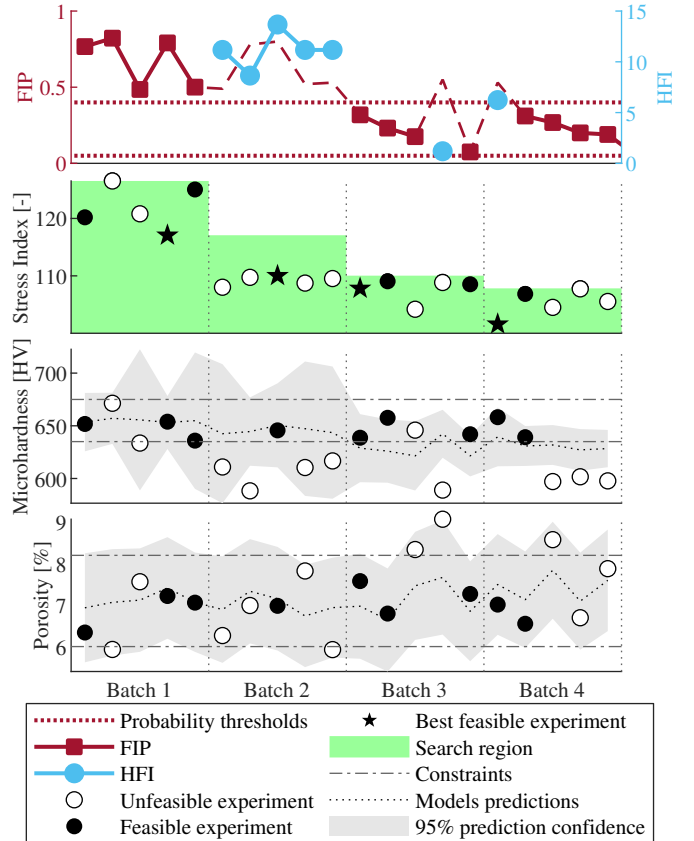 1
0.5
0
FIP
15
10
5
0
HFI
120
110
Stress Index [-]
700
650
600
Microhardness [HV]
9
8
7
6
Porosity [%]
Batch 1 Batch 2 Batch 3 Batch 4
Probability thresholds ★ Best feasible experiment
FIP Search region
HFI Constraints
Unfeasible experiment Models predictions
Feasible experiment 95% prediction confidence